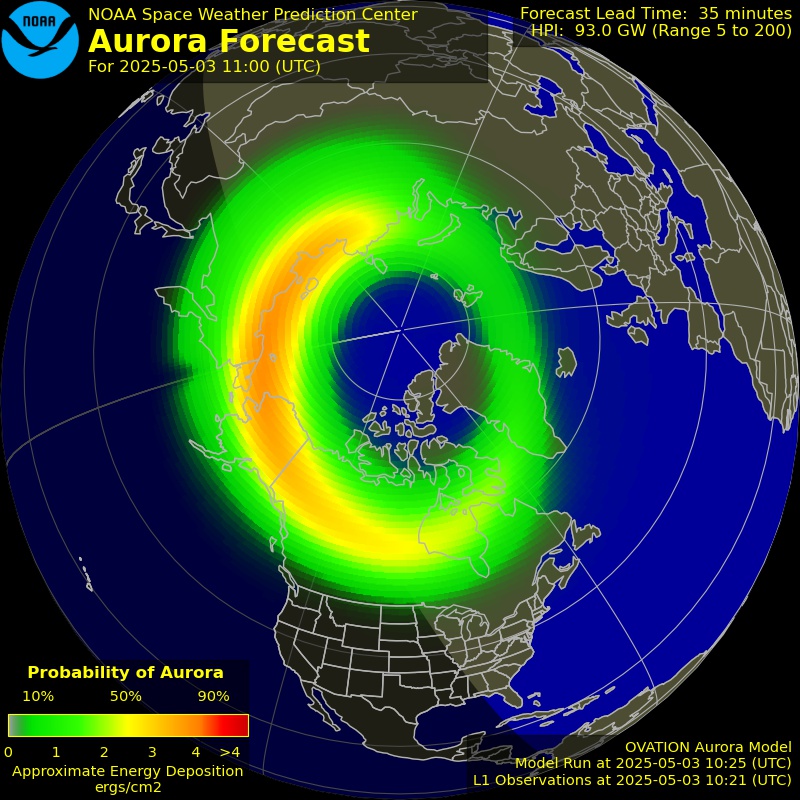 NOAA
NOAA Space Weather Prediction Center
Aurora Forecast
For 2025-05-03 11:00 (UTC)
Forecast Lead Time: 35 minutes
HPI: 93.0 GW (Range 5 to 200)
Probability of Aurora
10% 50% 90%
0 1 2 3 4 >4
Approximate Energy Deposition
ergs/cm2
OVATION Aurora Model
Model Run at 2025-05-03 10:25 (UTC)
L1 Observations at 2025-05-03 10:21 (UTC)